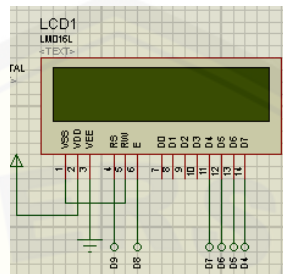 LCD1
LM016L
<TEXT>
TAL
VSS VDD VEE RS RW E D0 D1 D2 D3 D4 D5 D6 D7
1 2 3 4 5 6 7 8 9 10 11 12 13 14
D9 D8 D7 D6 D5 D4